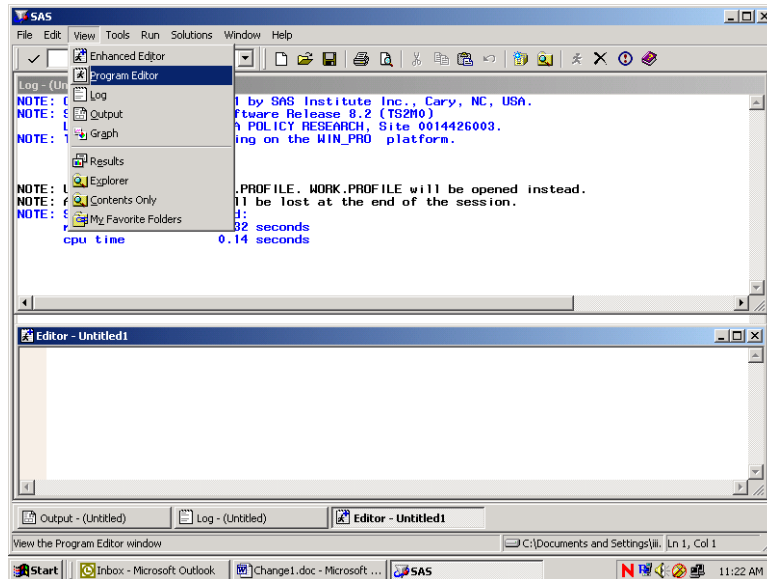 SAS
File Edit View Tools Run Solutions Window Help
Enhanced Editor
Program Editor
Log
Output
Graph
Results
Explorer
Contents Only
My Favorite Folders
Log - (Un
NOTE: 1 by SAS Institute Inc., Cary, NC, USA.
NOTE: S ftware Release 8.2 (TS2M0)
L A POLICY RESEARCH, Site 0014426003.
NOTE: ing on the WIN_PRO platform.
NOTE: .PROFILE. WORK.PROFILE will be opened instead.
NOTE: ll be lost at the end of the session.
NOTE: S d:
r 32 seconds
cpu time 0.14 seconds
Editor - Untitled1
Output - (Untitled) Log - (Untitled) Editor - Untitled1
View the Program Editor window C:\Documents and Settings\iii. Ln 1, Col 1
Start Inbox - Microsoft Outlook Change1.doc - Microsoft ... SAS 11:22 AM